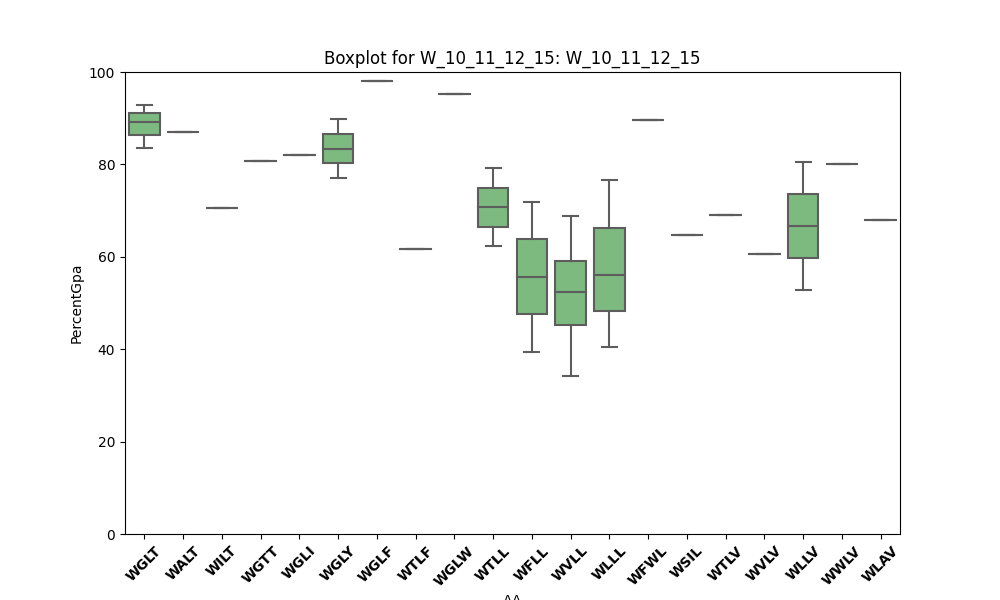 Boxplot for W_10_11_12_15: W_10_11_12_15
100
80
60
40
20
0
PercentGpa
WGLT
WALT
WILT
WGTT
WGLI
WGLY
WGLF
WTLF
WGLW
WTLL
WFLL
WVLL
WLLL
WFWL
WSIL
WTLV
WVLV
WLLV
WWLV
WLAV
AA